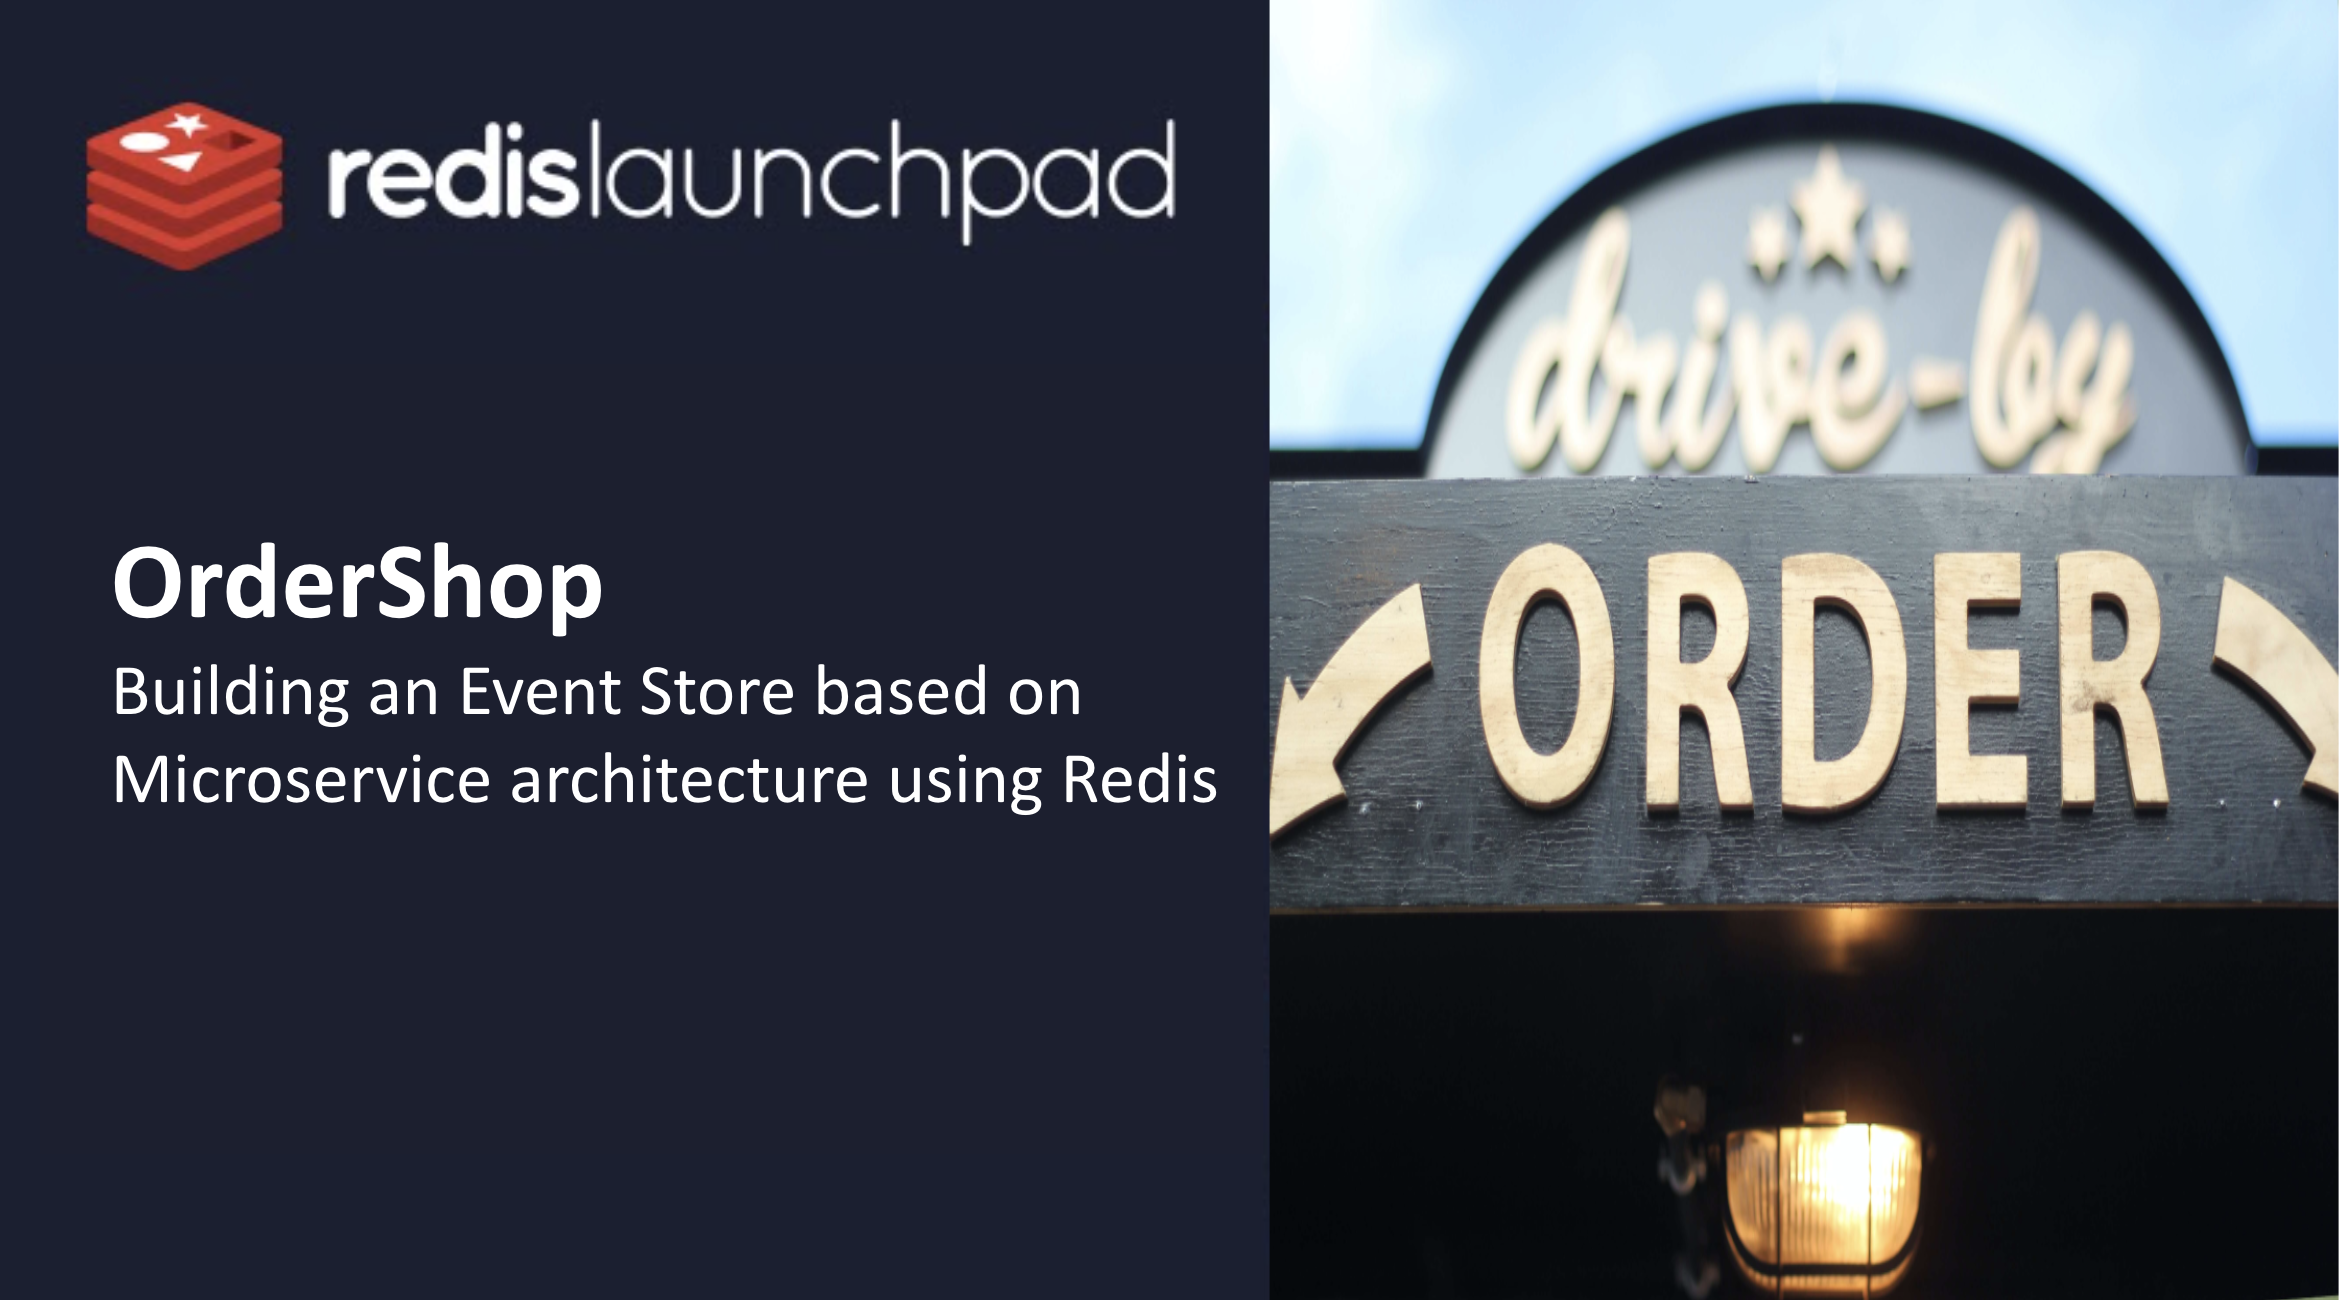 redislaunchpad
OrderShop
Building an Event Store based on
Microservice architecture using Redis
drive-by
ORDER